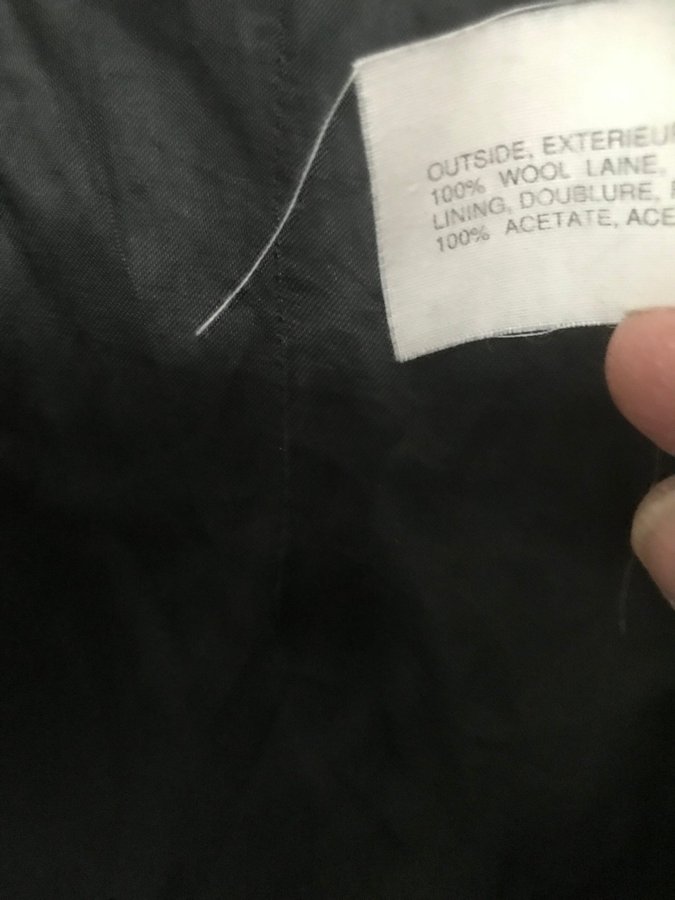 OUTSIDE, EXTERIEU
100% WOOL LAINE,
LINING, DOUBLURE,
100% ACETATE, ACE